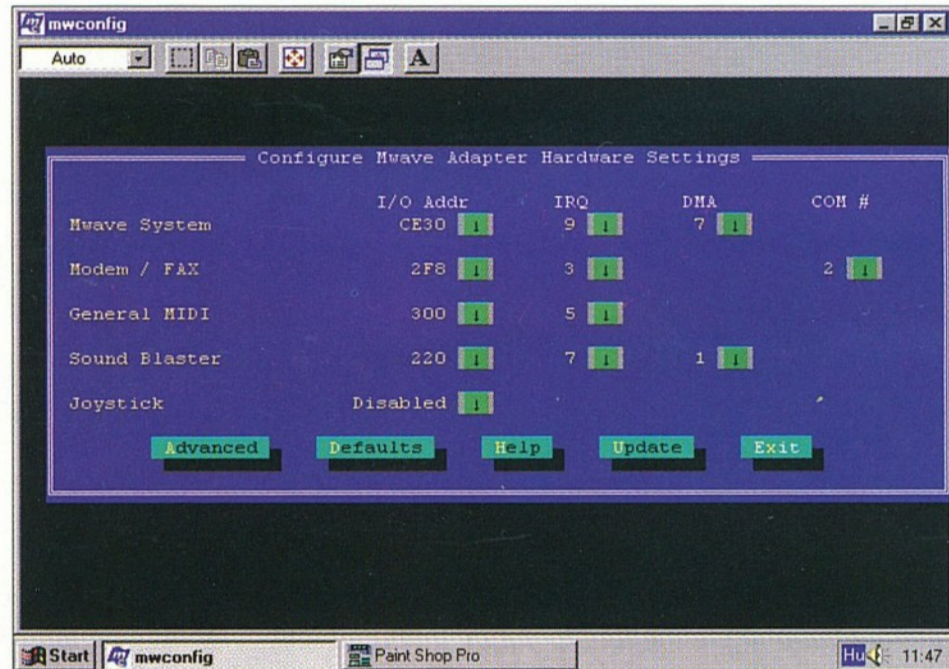 mwconfig
Auto
A
Configure Mwave Adapter Hardware Settings
I/O Addr IRQ DMA COM #
Mwave System CE30 9 7
Modem / FAX 2F8 3 2
General MIDI 300 5
Sound Blaster 220 7 1
Joystick Disabled
Advanced Defaults Help Update Exit
Start mwconfig Paint Shop Pro Hu 11:47